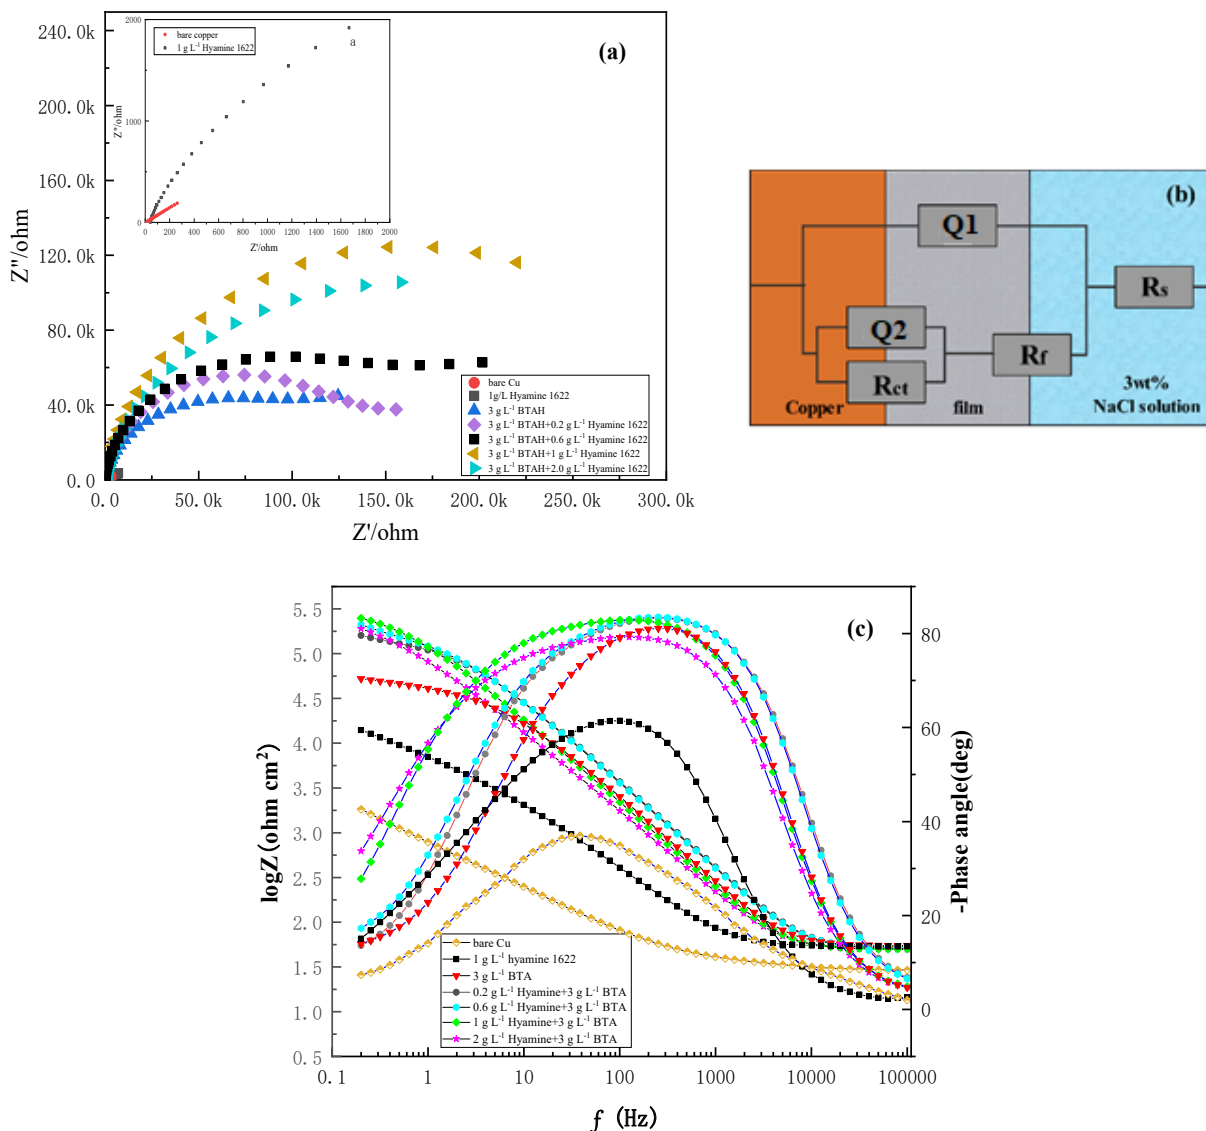 (a)
240.0k
200.0k
160.0k
120.0k
80.0k
40.0k
0.0
0.0
50.0k
100.0k
150.0k
200.0k
250.0k
300.0k
Z''/ohm
Z'/ohm
2000
1000
0
0
200
400
600
800
1000
1200
1400
1600
1800
2000
Z''/ohm
Z'/ohm
bare copper
1 g L⁻¹ Hyamine 1622
a
bare Cu
1g/L Hyamine 1622
3 g L⁻¹ BTAH
3 g L⁻¹ BTAH+0.2 g L⁻¹ Hyamine 1622
3 g L⁻¹ BTAH+0.6 g L⁻¹ Hyamine 1622
3 g L⁻¹ BTAH+1 g L⁻¹ Hyamine 1622
3 g L⁻¹ BTAH+2.0 g L⁻¹ Hyamine 1622
(b)
Q1
Rs
Q2
Rf
Rct
Copper
film
3wt%
NaCl solution
(c)
5.5
5.0
4.5
4.0
3.5
3.0
2.5
2.0
1.5
1.0
0.5
0.1
1
10
100
1000
10000
100000
80
60
40
20
0
logZ(ohm cm²)
-Phase angle(deg)
f (Hz)
bare Cu
1 g L⁻¹ hyamine 1622
3 g L⁻¹ BTA
0.2 g L⁻¹ Hyamine+3 g L⁻¹ BTA
0.6 g L⁻¹ Hyamine+3 g L⁻¹ BTA
1 g L⁻¹ Hyamine+3 g L⁻¹ BTA
2 g L⁻¹ Hyamine+3 g L⁻¹ BTA